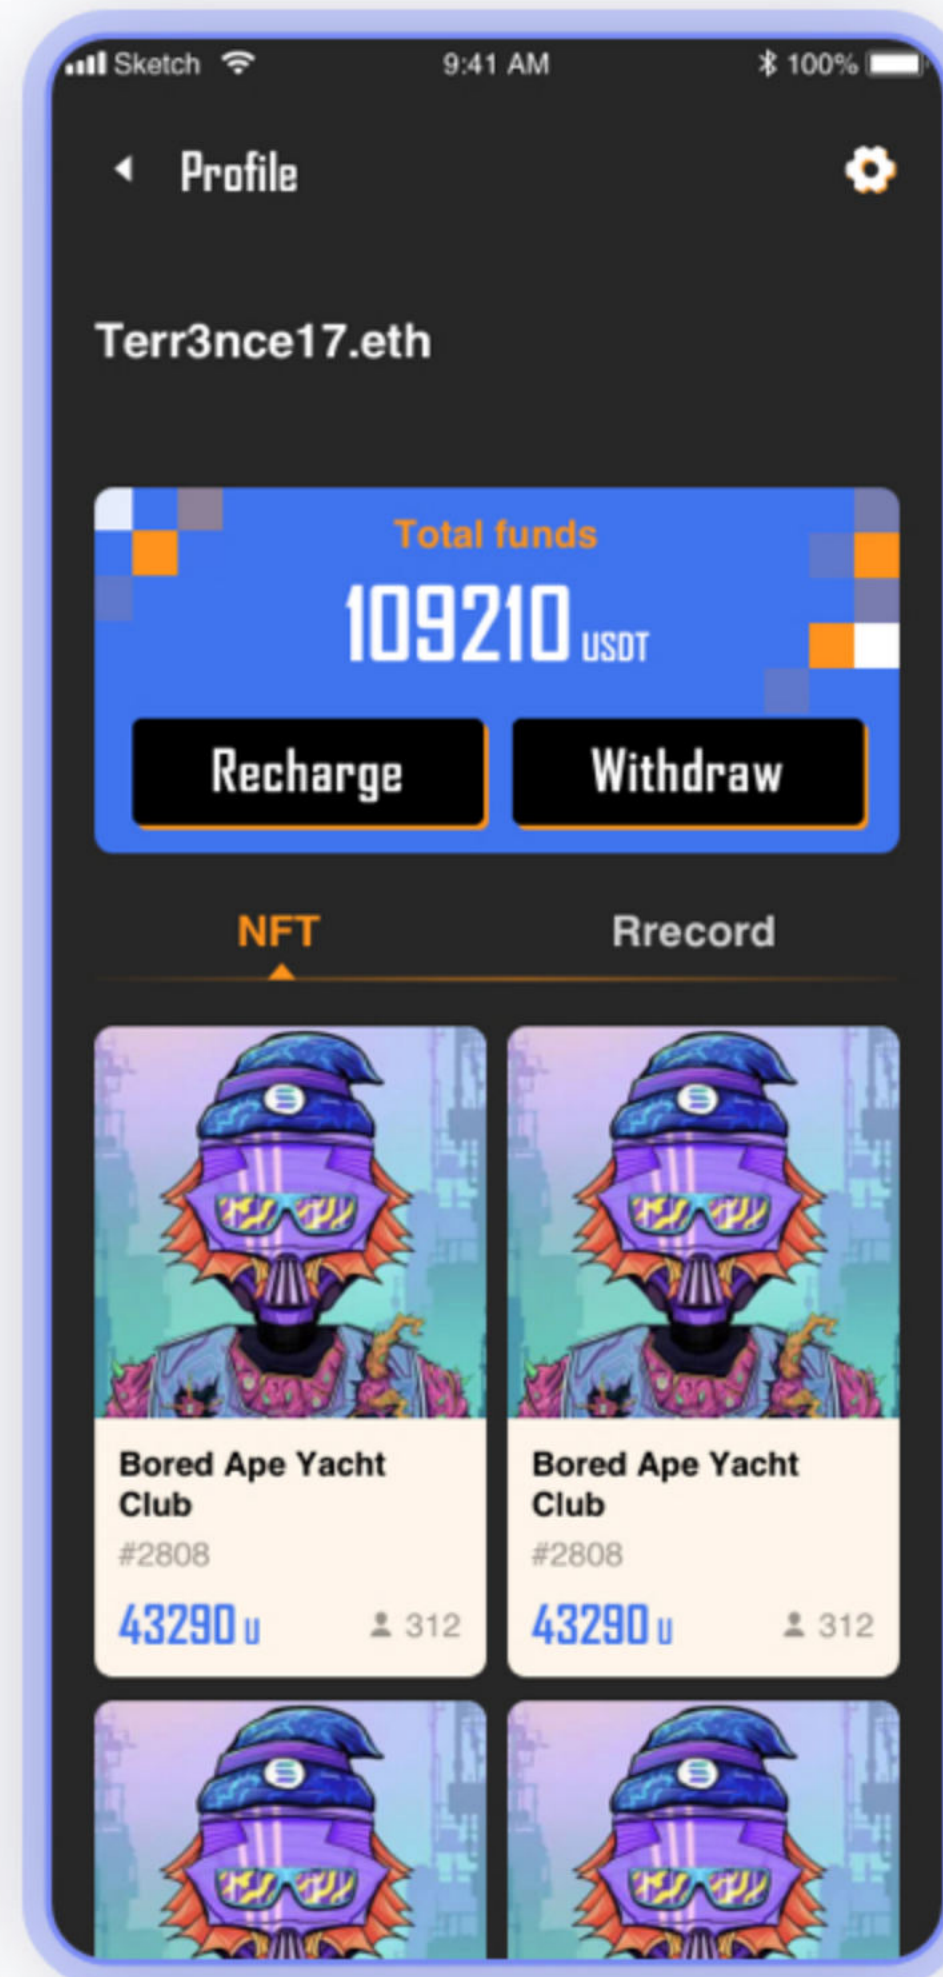 Sketch 9:41 AM 100%
Profile
Terr3nce17.eth
Total funds
109210 USDT
Recharge Withdraw
NFT Rrecord
Bored Ape Yacht Bored Ape Yacht
Club Club
#2808 #2808
43290 U 312 43290 U 312